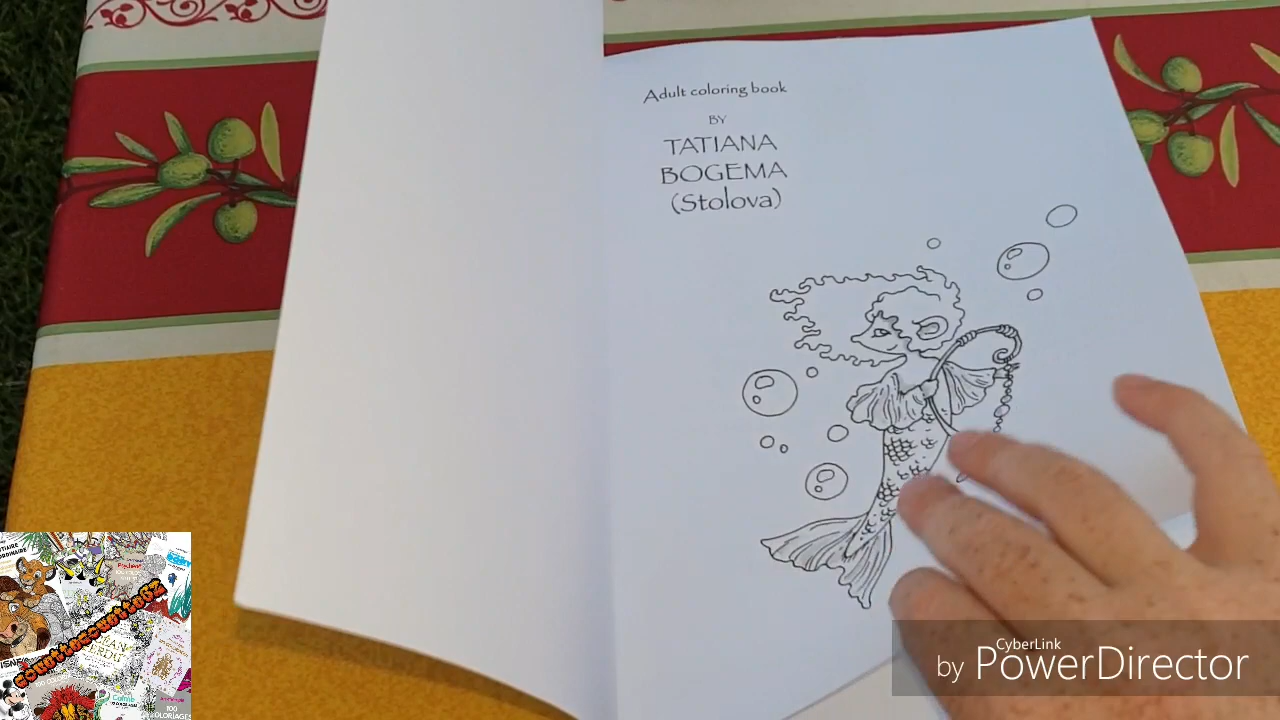 Adult coloring book
BY
TATIANA
BOGEMA
(Stolova)
CyberLink
by PowerDirector